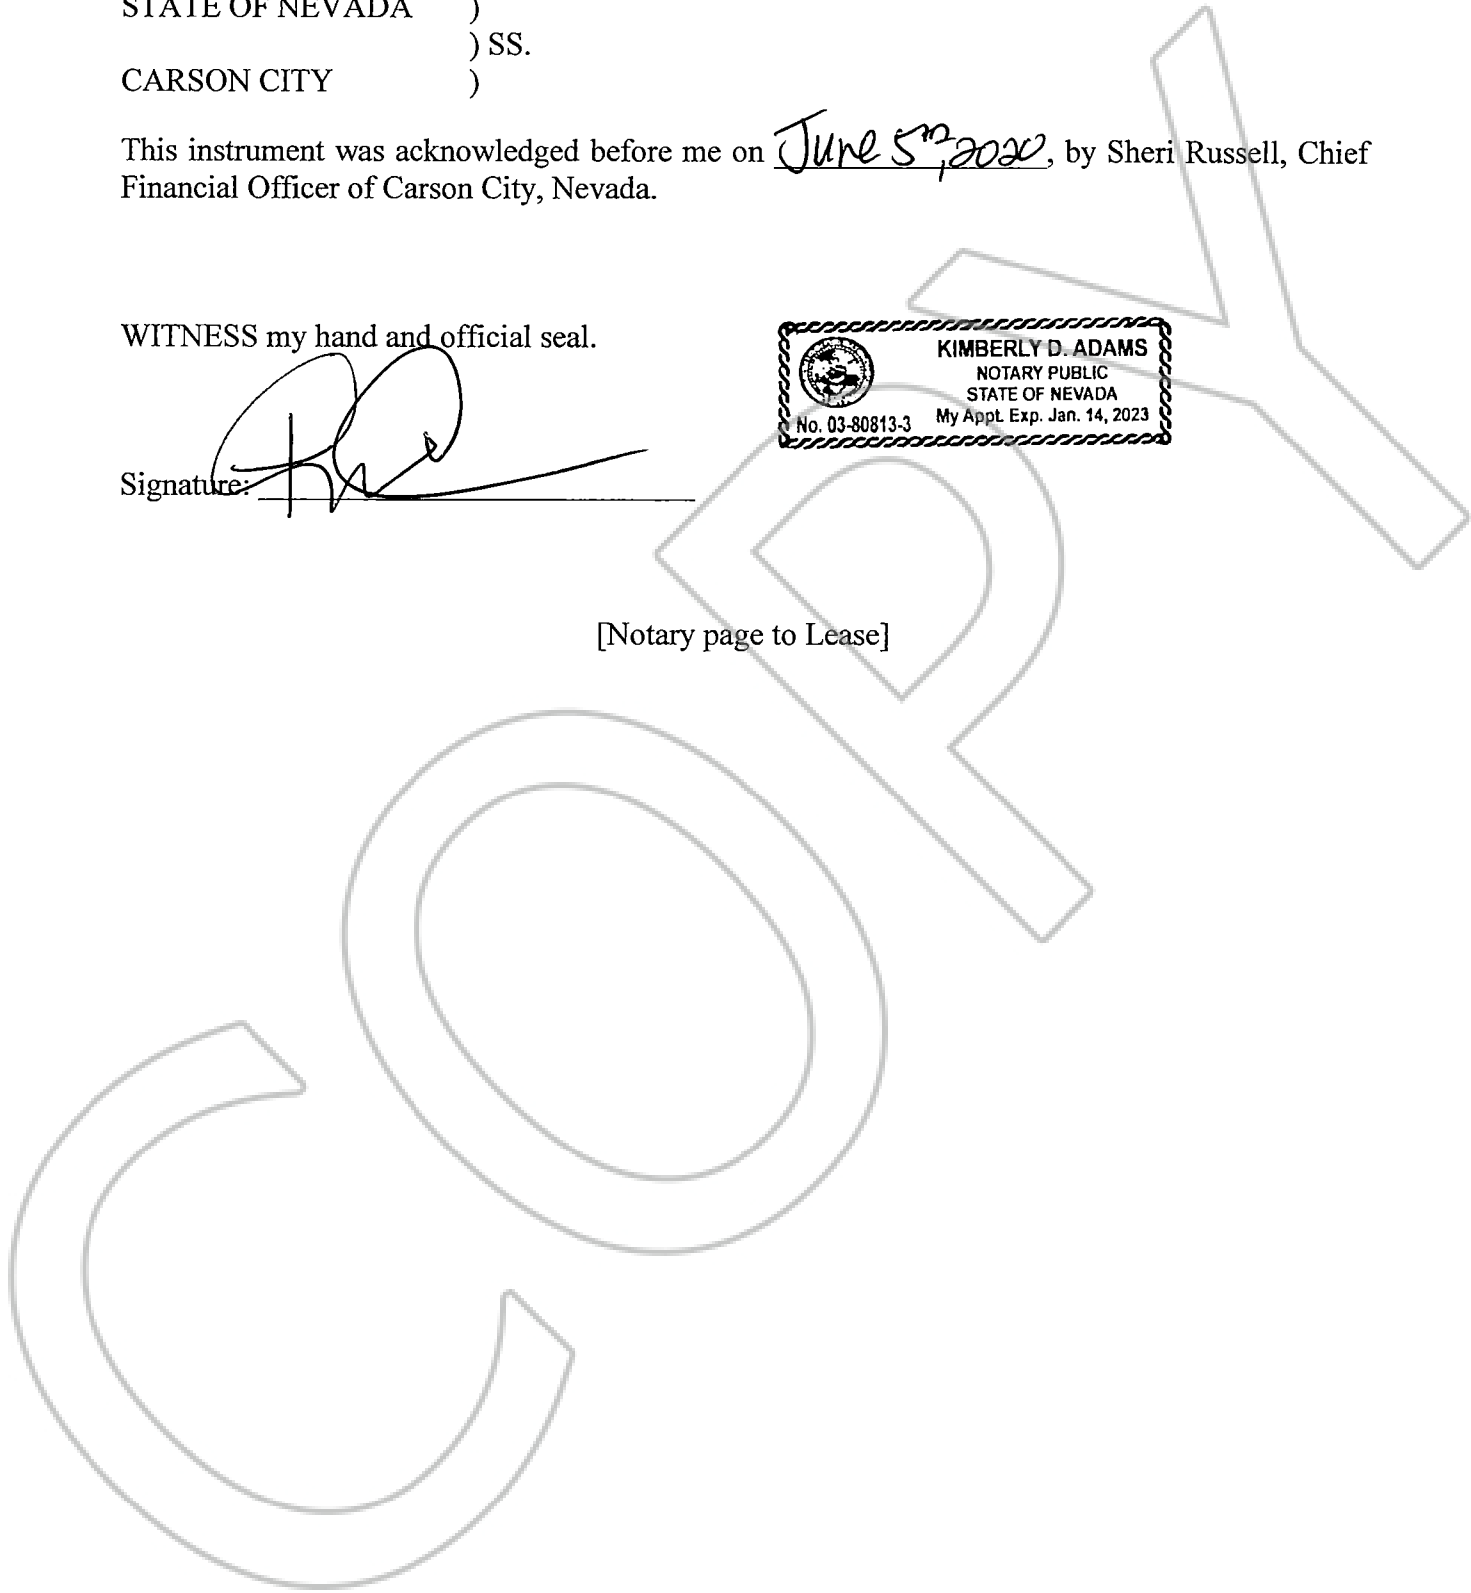 STATE OF NEVADA )
) SS.
CARSON CITY )
This instrument was acknowledged before me on June 5th, 2020, by Sheri Russell, Chief
Financial Officer of Carson City, Nevada.
WITNESS my hand and official seal.
KIMBERLY D. ADAMS
NOTARY PUBLIC
STATE OF NEVADA
No. 03-80813-3 My Appt. Exp. Jan. 14, 2023
Signature:
[Notary page to Lease]
COPY